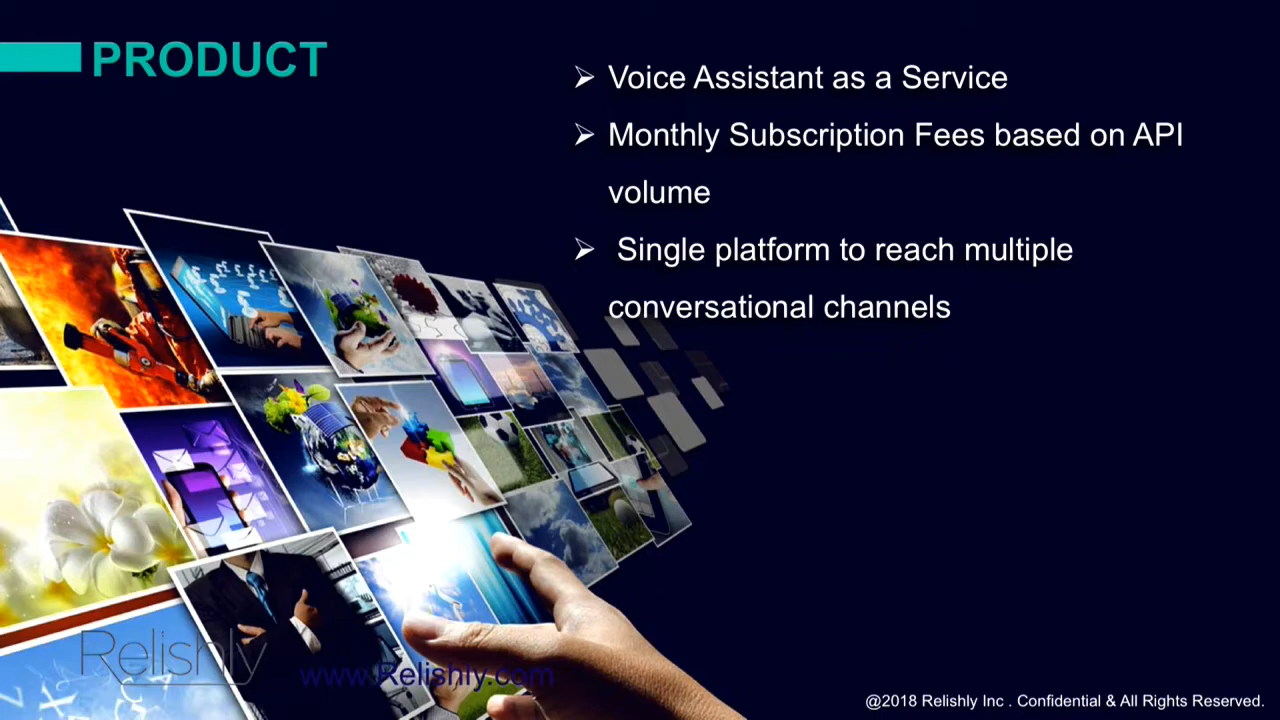 PRODUCT
➢ Voice Assistant as a Service
➢ Monthly Subscription Fees based on API
volume
➢ Single platform to reach multiple
conversational channels
Relishly
www.Relishly.com
@2018 Relishly Inc . Confidential & All Rights Reserved.